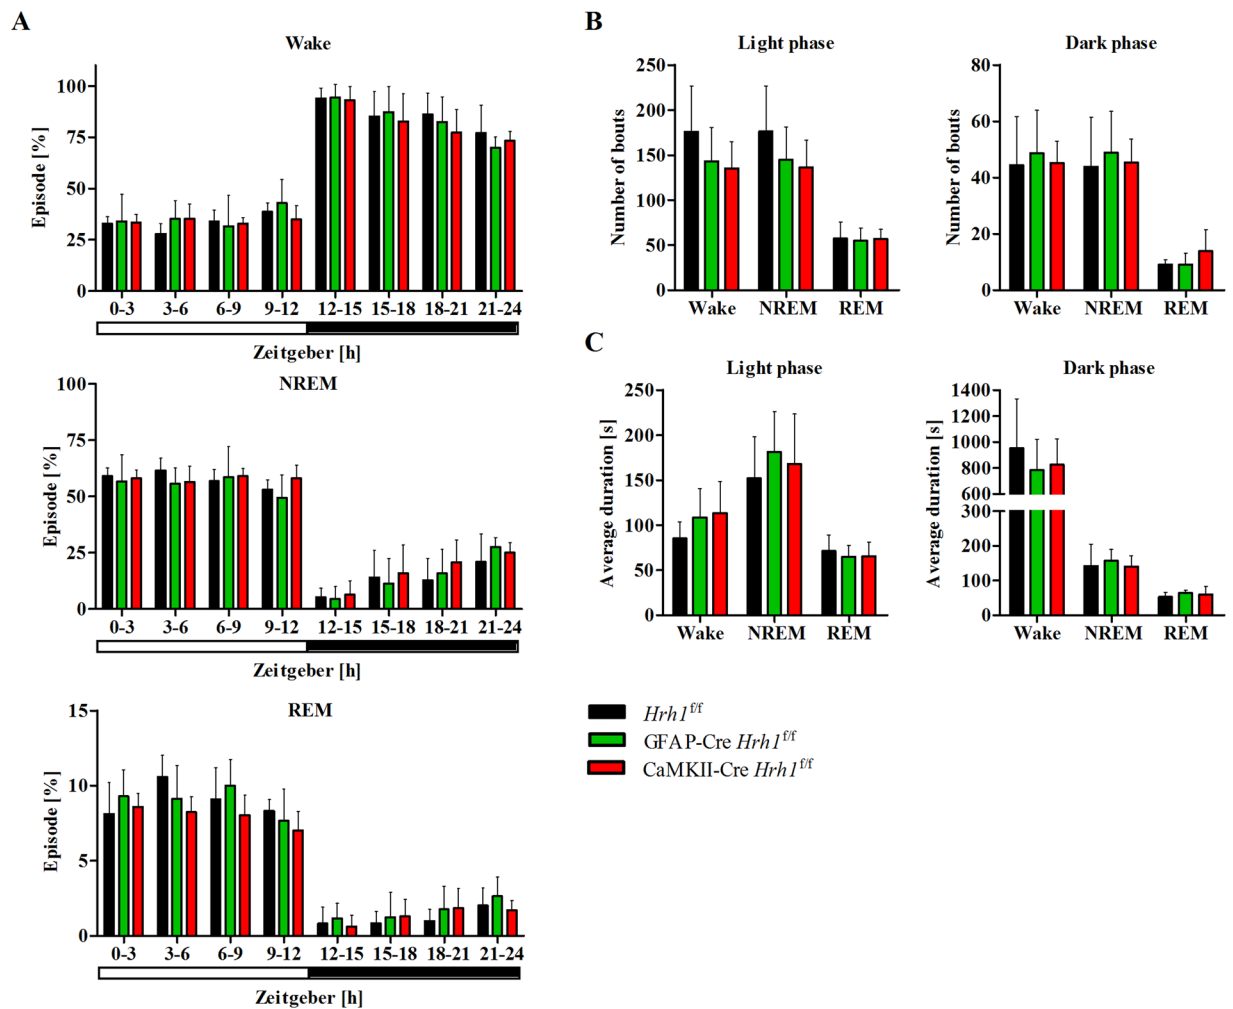 A
Wake
Episode [%]
100
75
50
25
0
0-3 3-6 6-9 9-12 12-15 15-18 18-21 21-24
Zeitgeber [h]
NREM
Episode [%]
100
75
50
25
0
0-3 3-6 6-9 9-12 12-15 15-18 18-21 21-24
Zeitgeber [h]
REM
Episode [%]
15
10
5
0
0-3 3-6 6-9 9-12 12-15 15-18 18-21 21-24
Zeitgeber [h]
B
Light phase
Number of bouts
250
200
150
100
50
0
Wake NREM REM
Dark phase
Number of bouts
80
60
40
20
0
Wake NREM REM
C
Light phase
Average duration [s]
250
200
150
100
50
0
Wake NREM REM
Dark phase
Average duration [s]
1400
1200
1000
800
600
300
200
100
0
Wake NREM REM
Hrh1f/f
GFAP-Cre Hrh1f/f
CaMKII-Cre Hrh1f/f